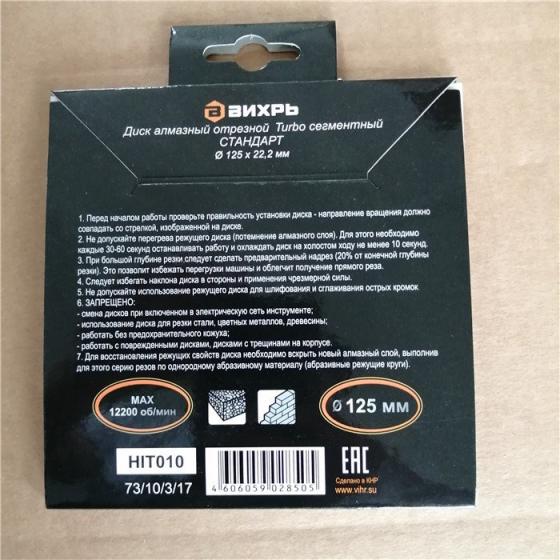 ВИХРЬ
Диск алмазный отрезной Turbo сегментный
СТАНДАРТ
Ø 125 x 22,2 мм
1. Перед началом работы проверьте правильность установки диска - направление вращения должно
совпадать со стрелкой, изображенной на диске.
2. Не допускайте перегрева режущего диска (потемнение алмазного слоя). Для этого необходимо
каждые 30-60 секунд останавливать работу и охлаждать диск на холостом ходу не менее 10 секунд.
3. При большой глубине резки следует сделать предварительный надрез (20% от конечной глубины
резки). Это позволит избежать перегрузки машины и облегчит получение прямого реза.
4. Следует избегать наклона диска в стороны и применения чрезмерной силы.
5. Не допускайте использование режущего диска для шлифования и сглаживания острых кромок
6. ЗАПРЕЩЕНО:
- смена дисков при включенном в электрическую сеть инструменте;
- использование диска для резки стали, цветных металлов, древесины;
- работать без предохранительного кожуха;
- работать с поврежденными дисками, дисками с трещинами на корпусе.
7. Для восстановления режущих свойств диска необходимо вскрыть новый алмазный слой, выполнив
для этого серию резов по однородному абразивному материалу (абразивные режущие круги).
MAX
12200 об/мин
Ø 125 мм
HIT010
73/10/3/17
4 606059 028505
EAC
Сделано в КНР
www.vihr.su